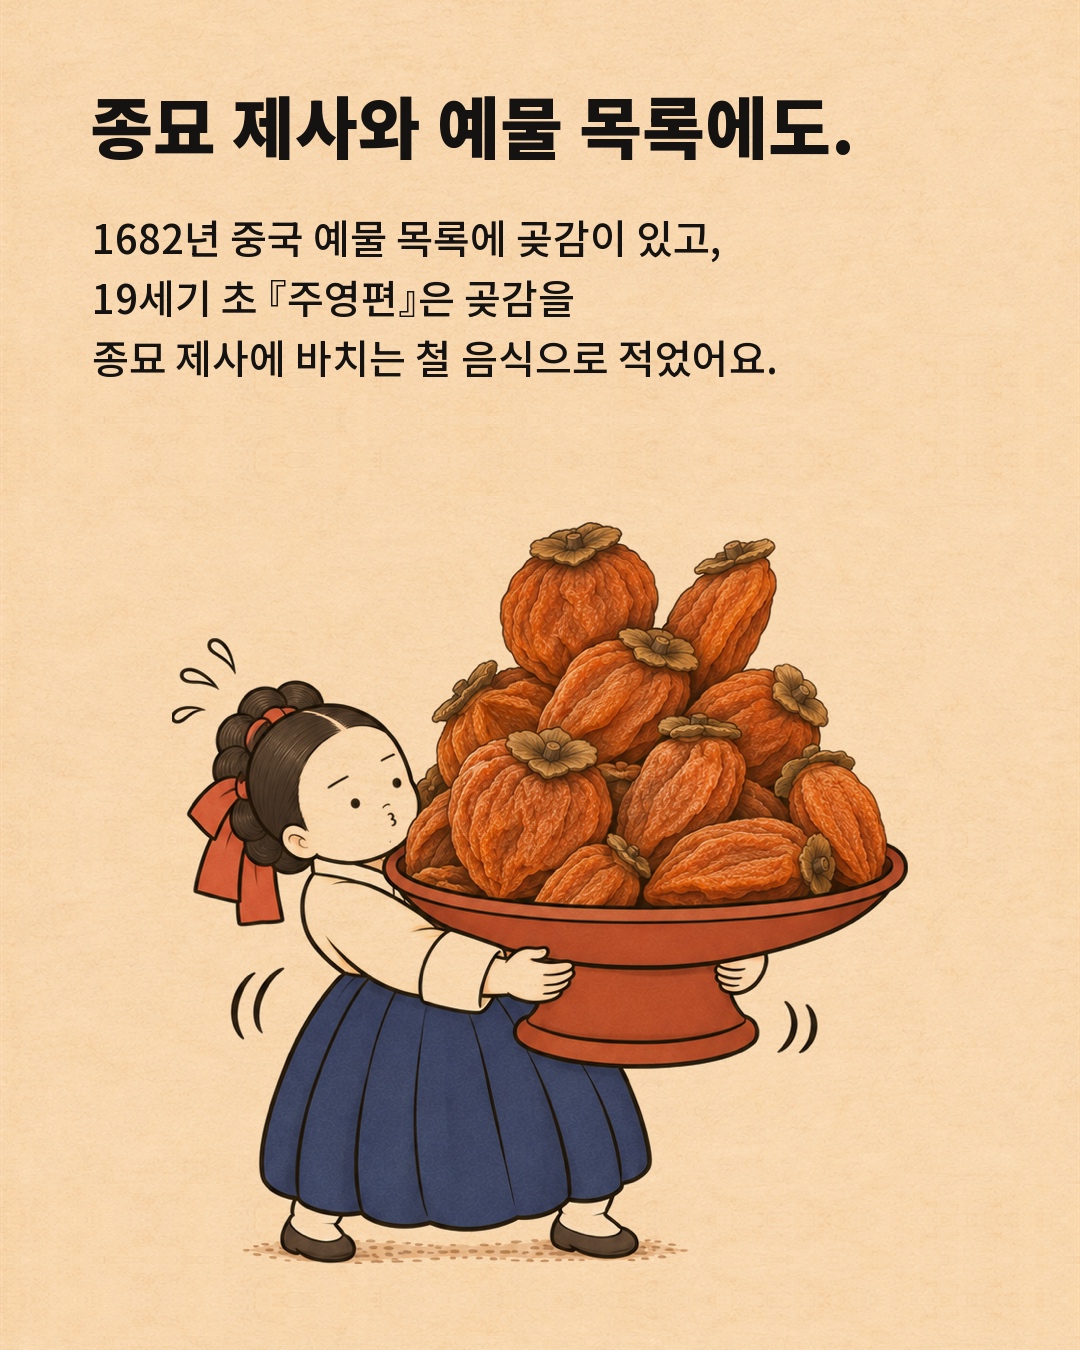 종묘 제사와 예물 목록에도.
1682년 중국 예물 목록에 곶감이 있고,
19세기 초 『주영편』은 곶감을
종묘 제사에 바치는 철 음식으로 적었어요.